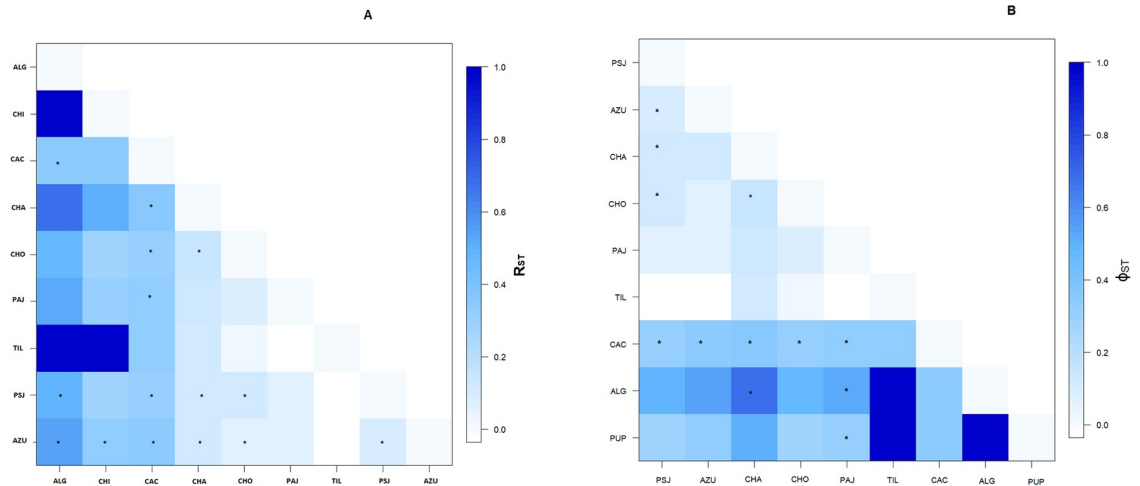 A
ALG
CHI
CAC
*
CHA
*
CHO
* *
PAJ
*
TIL
PSJ
* * * *
AZU
* * * * * *
ALG CHI CAC CHA CHO PAJ TIL PSJ AZU
1.0
0.8
0.6
0.4
0.2
0.0
RST
B
PSJ
AZU
*
CHA
*
CHO
* *
PAJ
TIL
CAC
* * * * *
ALG
* *
PUP
*
PSJ AZU CHA CHO PAJ TIL CAC ALG PUP
1.0
0.8
0.6
0.4
0.2
0.0
ϕST